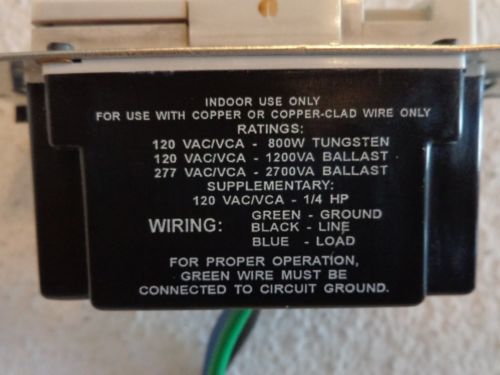 INDOOR USE ONLY
FOR USE WITH COPPER OR COPPER-CLAD WIRE ONLY
RATINGS:
120 VAC/VCA - 800W TUNGSTEN
120 VAC/VCA - 1200VA BALLAST
277 VAC/VCA - 2700VA BALLAST
SUPPLEMENTARY:
120 VAC/VCA - 1/4 HP
WIRING: GREEN - GROUND
BLACK - LINE
BLUE - LOAD
FOR PROPER OPERATION,
GREEN WIRE MUST BE
CONNECTED TO CIRCUIT GROUND.